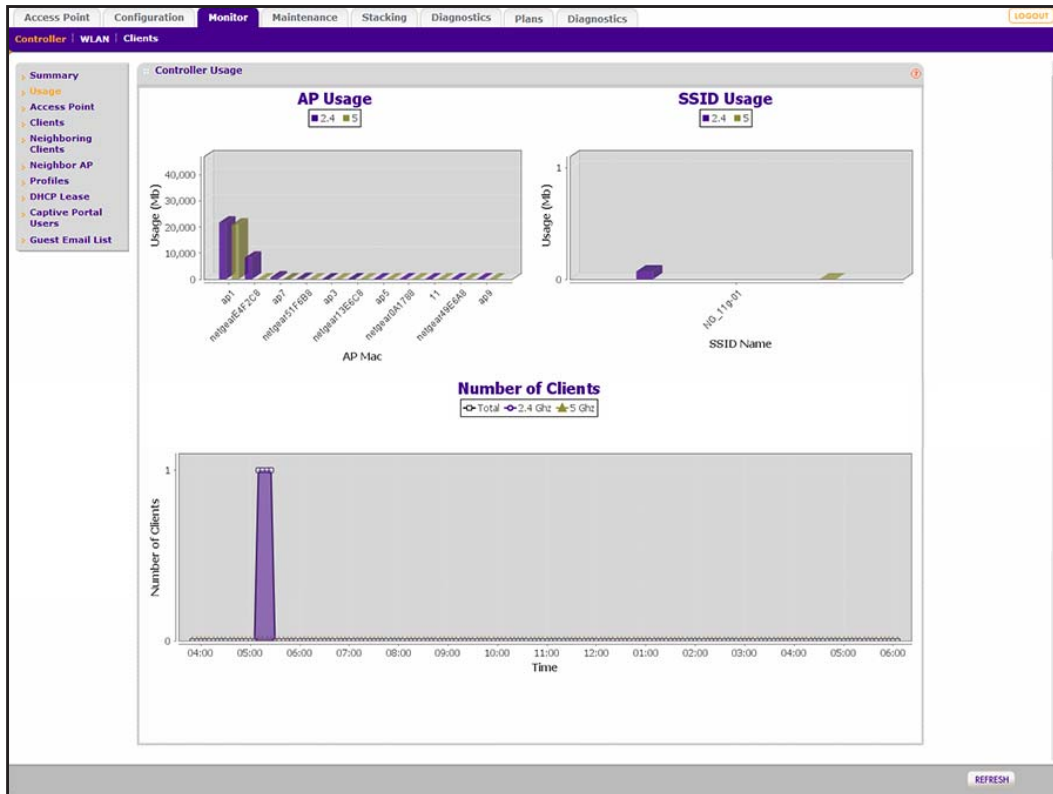 Access Point Configuration Monitor Maintenance Stacking Diagnostics Plans Diagnostics
LOGOUT
Controller WLAN Clients
Summary
Usage
Access Point
Clients
Neighboring
Clients
Neighbor AP
Profiles
DHCP Lease
Captive Portal
Users
Guest Email List
Controller Usage
?
AP Usage
2.4 5
Usage (Mb)
40,000
30,000
20,000
10,000
0
ap1
netgearE4F2C8
ap7
netgear51F6B8
ap3
netgear13E6C8
ap5
netgear0A1788
11
netgear49E6A8
ap9
AP Mac
SSID Usage
2.4 5
Usage (Mb)
1
0
NG_11g-01
SSID Name
Number of Clients
Total 2.4 Ghz 5 Ghz
Number of Clients
1
0
04:00 05:00 06:00 07:00 08:00 09:00 10:00 11:00 12:00 01:00 02:00 03:00 04:00 05:00 06:00
Time
REFRESH